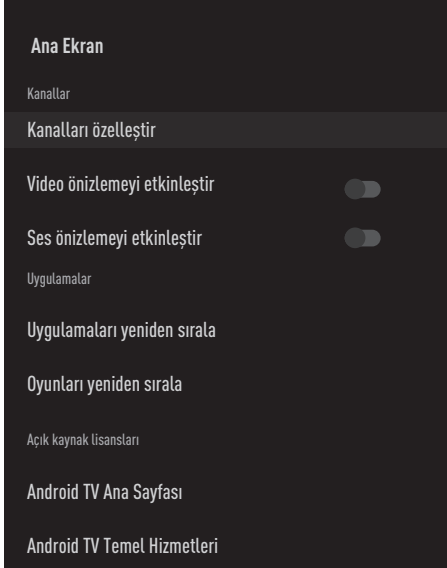 Ana Ekran
Kanallar
Kanalları özelleştir
Video önizlemeyi etkinleştir
Ses önizlemeyi etkinleştir
Uygulamalar
Uygulamaları yeniden sırala
Oyunları yeniden sırala
Açık kaynak lisansları
Android TV Ana Sayfası
Android TV Temel Hizmetleri